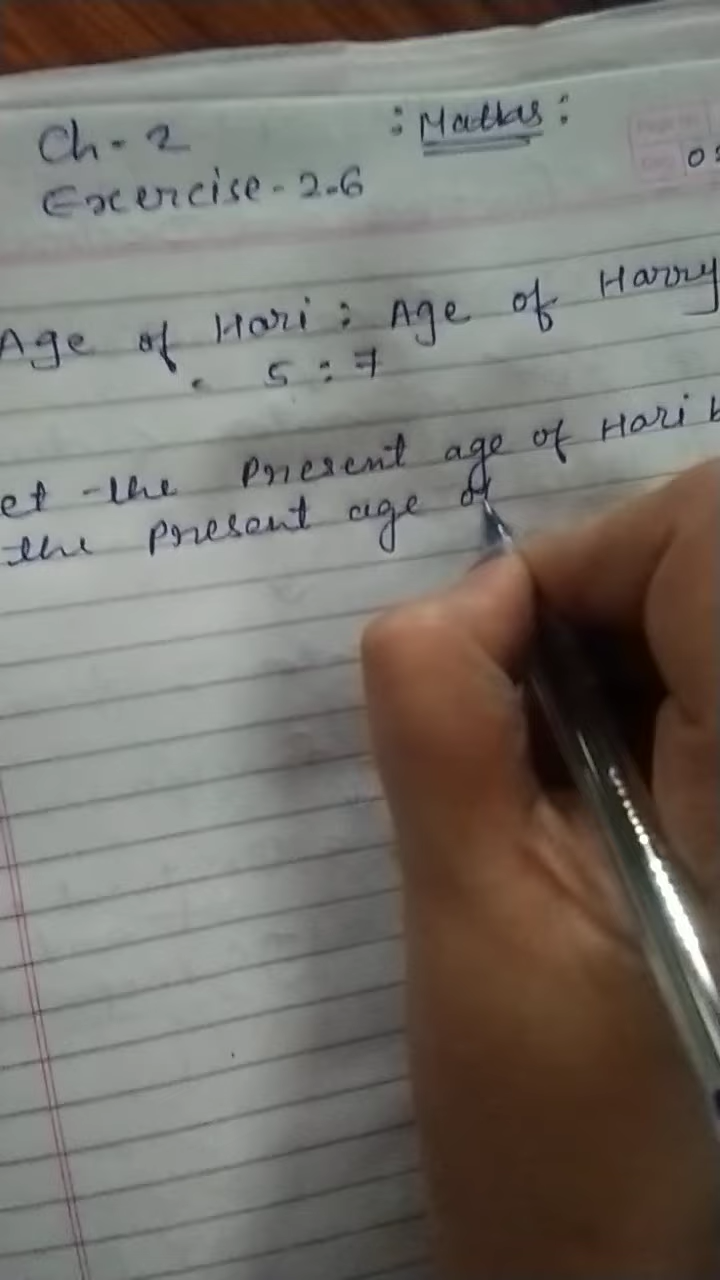 Ch - 2
: Maths :
Exercise - 2.6
Age of Hari : Age of Harry
5 : 7
et the Present age of Hari
the Present age of